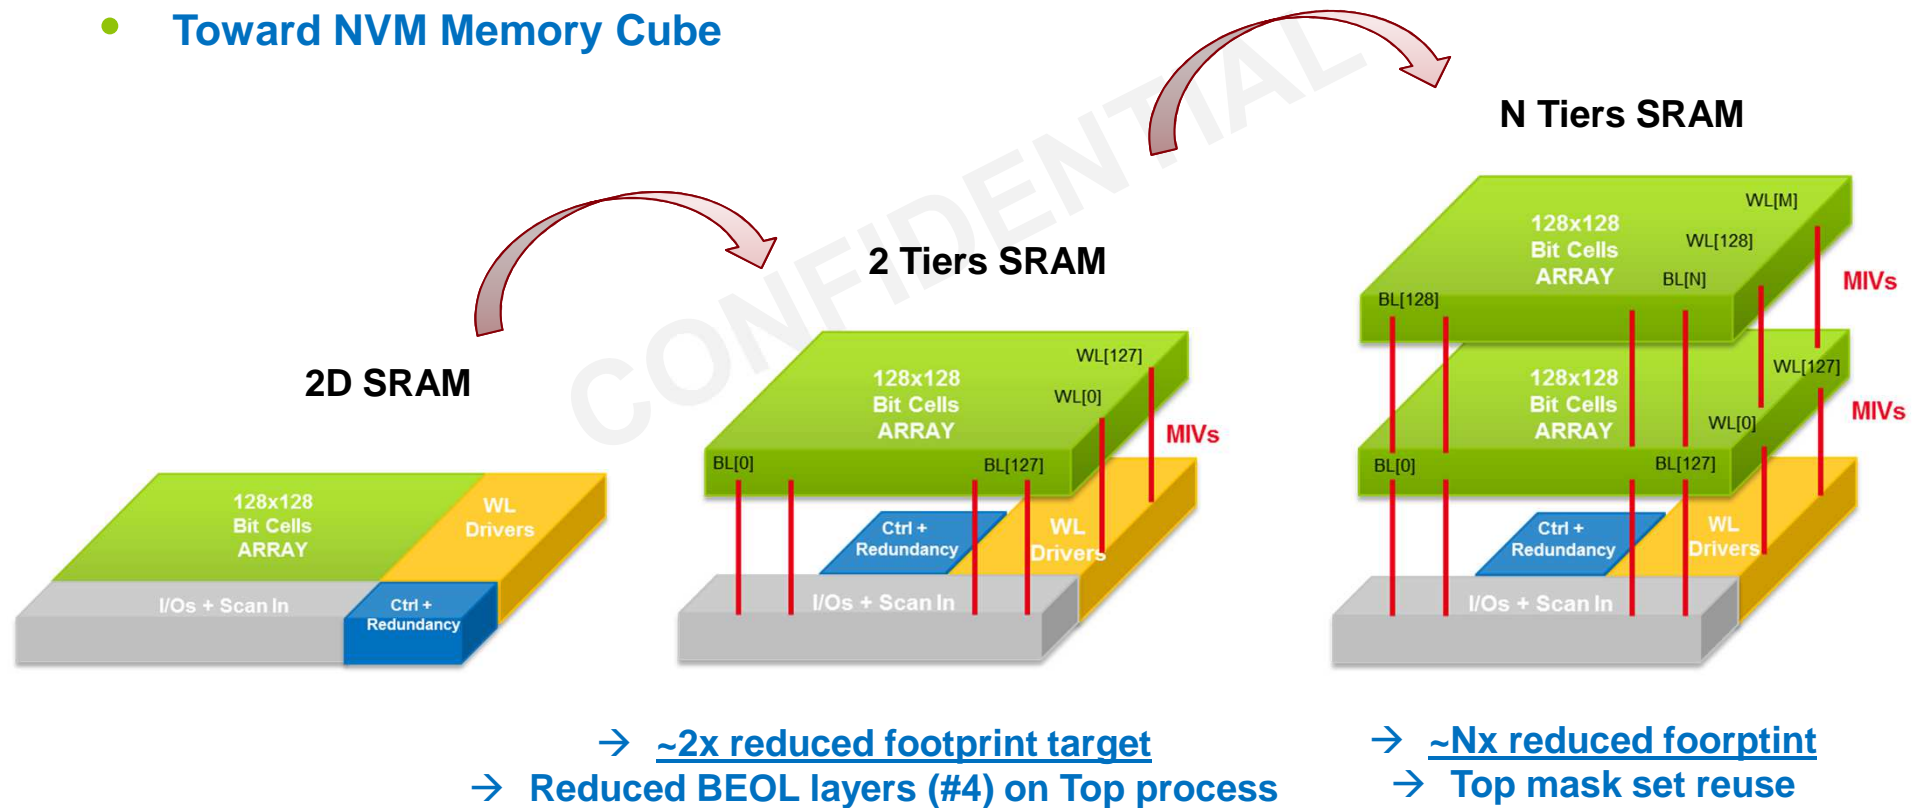 • Toward NVM Memory Cube
CONFIDENTIAL
2D SRAM
128x128
Bit Cells
ARRAY
WL
Drivers
I/Os + Scan In
Ctrl +
Redundancy
2 Tiers SRAM
128x128
Bit Cells
ARRAY
WL[127]
WL[0]
MIVs
BL[0]
BL[127]
Ctrl +
Redundancy
WL
Drivers
I/Os + Scan In
→ ~2x reduced footprint target
→ Reduced BEOL layers (#4) on Top process
N Tiers SRAM
128x128
Bit Cells
ARRAY
WL[M]
WL[128]
BL[N]
BL[128]
MIVs
128x128
Bit Cells
ARRAY
WL[127]
WL[0]
MIVs
BL[0]
BL[127]
Ctrl +
Redundancy
WL
Drivers
I/Os + Scan In
→ ~Nx reduced foorptint
→ Top mask set reuse